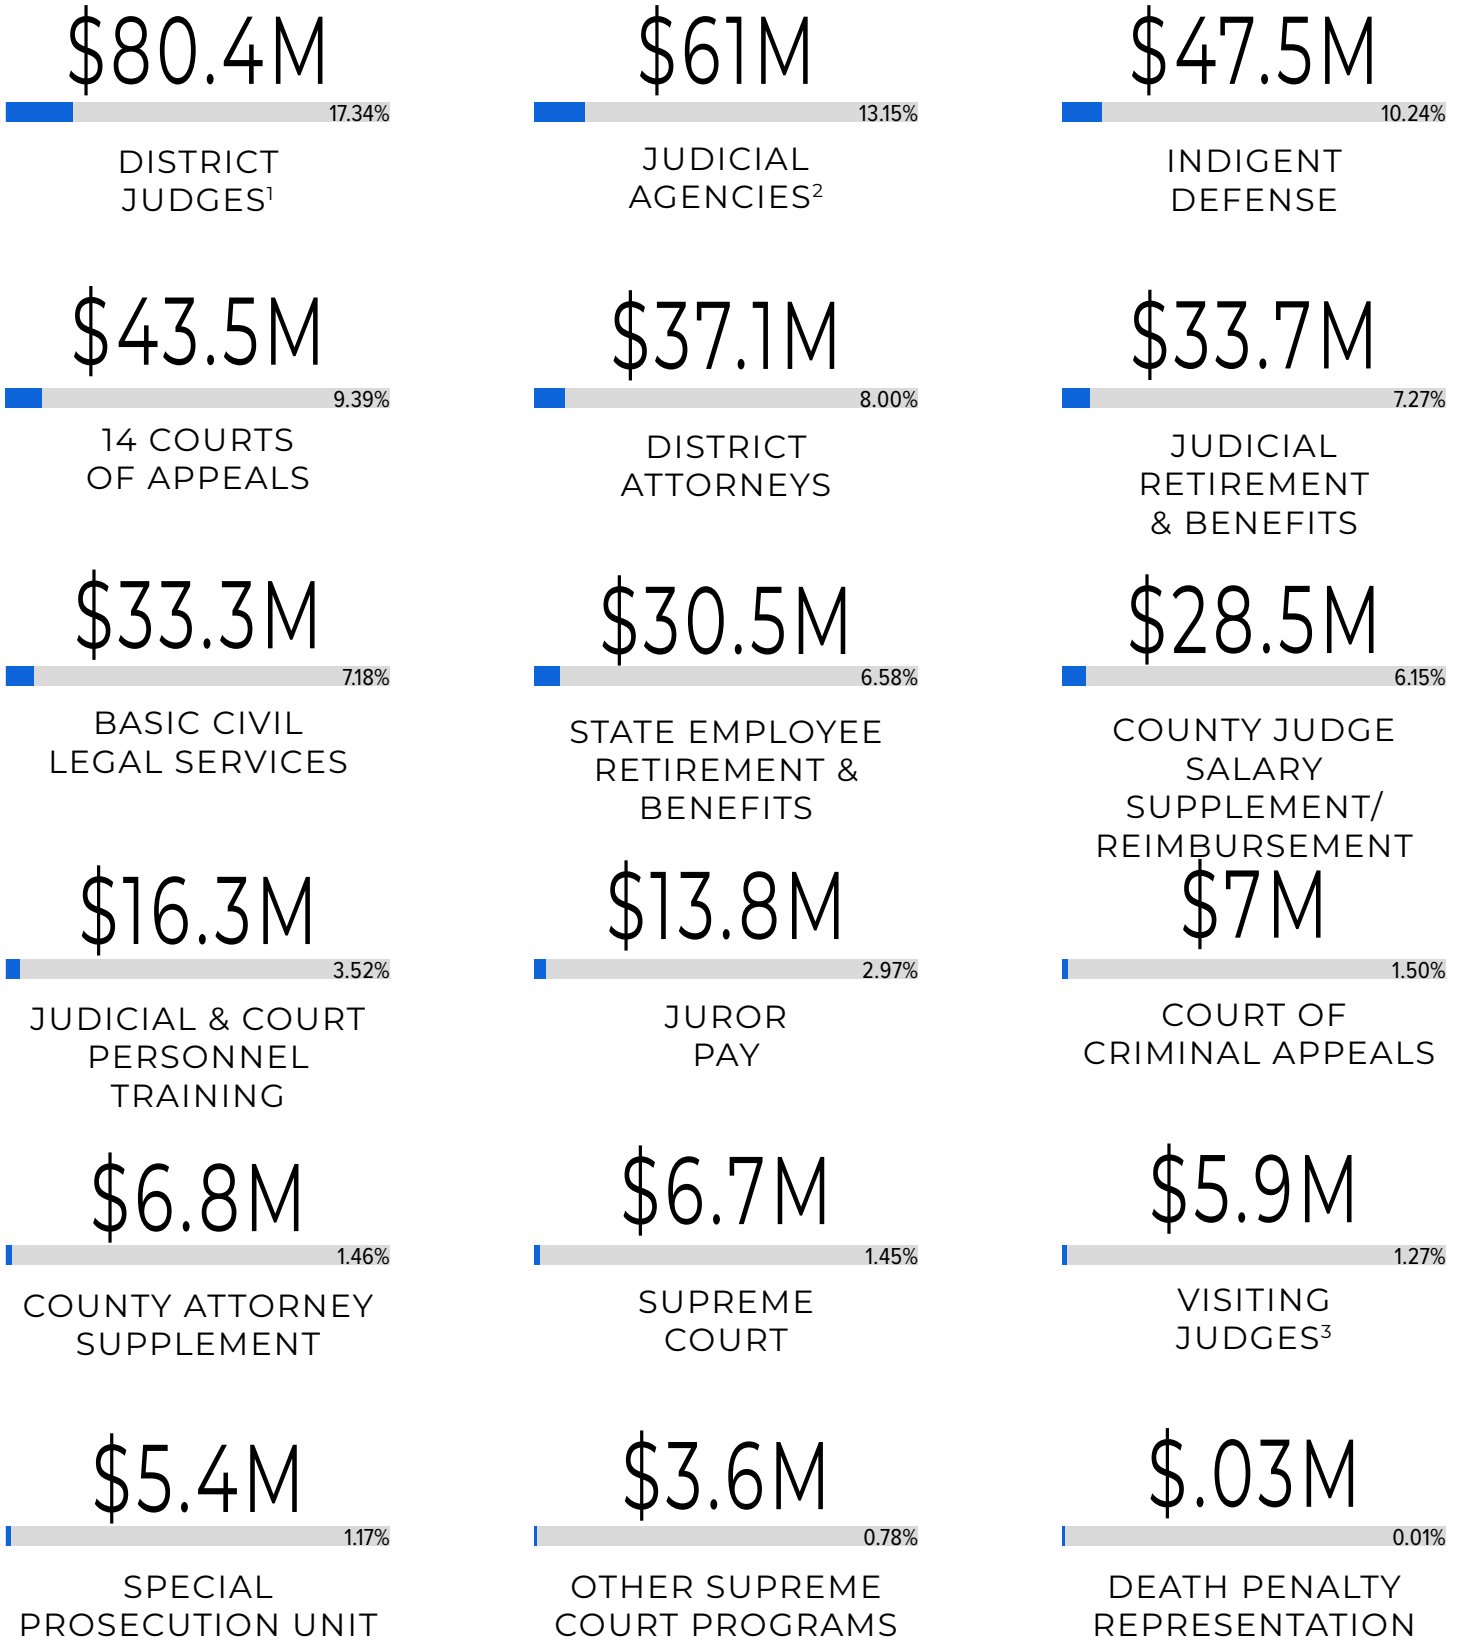 $80.4M
17.34%
DISTRICT
JUDGES¹
$61M
13.15%
JUDICIAL
AGENCIES²
$47.5M
10.24%
INDIGENT
DEFENSE
$43.5M
9.39%
14 COURTS
OF APPEALS
$37.1M
8.00%
DISTRICT
ATTORNEYS
$33.7M
7.27%
JUDICIAL
RETIREMENT
& BENEFITS
$33.3M
7.18%
BASIC CIVIL
LEGAL SERVICES
$30.5M
6.58%
STATE EMPLOYEE
RETIREMENT &
BENEFITS
$28.5M
6.15%
COUNTY JUDGE
SALARY
SUPPLEMENT/
REIMBURSEMENT
$16.3M
3.52%
JUDICIAL & COURT
PERSONNEL
TRAINING
$13.8M
2.97%
JUROR
PAY
$7M
1.50%
COURT OF
CRIMINAL APPEALS
$6.8M
1.46%
COUNTY ATTORNEY
SUPPLEMENT
$6.7M
1.45%
SUPREME
COURT
$5.9M
1.27%
VISITING
JUDGES³
$5.4M
1.17%
SPECIAL
PROSECUTION UNIT
$3.6M
0.78%
OTHER SUPREME
COURT PROGRAMS
$.03M
0.01%
DEATH PENALTY
REPRESENTATION